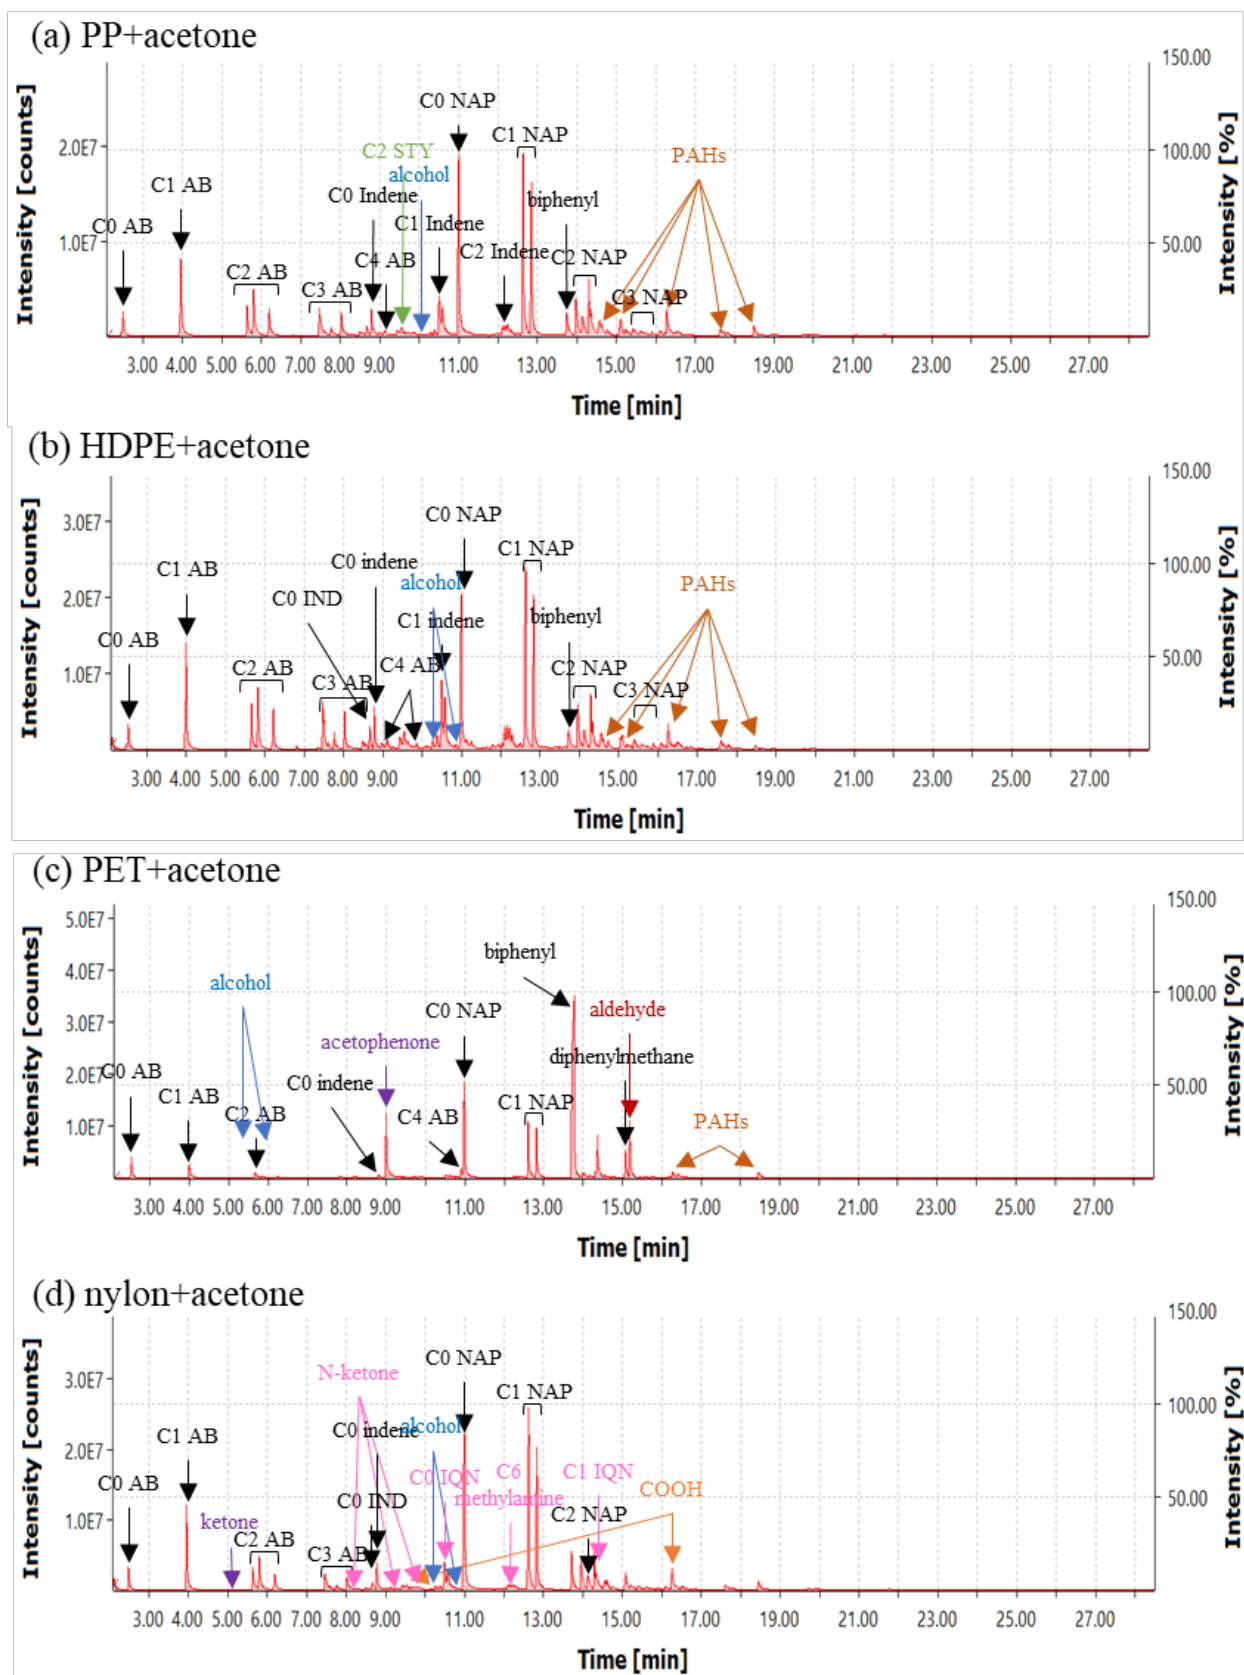 (a) PP+acetone
Intensity [counts]
2.0E7
1.0E7
150.00
100.00
50.00
Intensity [%]
C0 AB
C1 AB
C2 AB
C3 AB
C0 Indene
C4 AB
C2 STY
alcohol
C1 Indene
C0 NAP
C2 Indene
C1 NAP
biphenyl
C2 NAP
C3 NAP
PAHs
3.00 4.00 5.00 6.00 7.00 8.00 9.00 11.00 13.00 15.00 17.00 19.00 21.00 23.00 25.00 27.00
Time [min]
(b) HDPE+acetone
Intensity [counts]
3.0E7
2.0E7
1.0E7
150.00
100.00
50.00
Intensity [%]
C0 AB
C1 AB
C2 AB
C0 IND
C3 AB
C0 indene
C4 AB
alcohol
C1 indene
C0 NAP
C1 NAP
biphenyl
C2 NAP
C3 NAP
PAHs
3.00 4.00 5.00 6.00 7.00 8.00 9.00 11.00 13.00 15.00 17.00 19.00 21.00 23.00 25.00 27.00
Time [min]
(c) PET+acetone
Intensity [counts]
5.0E7
4.0E7
3.0E7
2.0E7
1.0E7
150.00
100.00
50.00
Intensity [%]
C0 AB
C1 AB
alcohol
C2 AB
C0 indene
acetophenone
C4 AB
C0 NAP
C1 NAP
biphenyl
diphenylmethane
aldehyde
PAHs
3.00 4.00 5.00 6.00 7.00 8.00 9.00 11.00 13.00 15.00 17.00 19.00 21.00 23.00 25.00 27.00
Time [min]
(d) nylon+acetone
Intensity [counts]
3.0E7
2.0E7
1.0E7
150.00
100.00
50.00
Intensity [%]
C0 AB
C1 AB
ketone
C2 AB
C3 AB
N-ketone
C0 indene
C0 IND
alcohol
C0 IQN
C0 NAP
C6
methylamine
C1 NAP
C1 IQN
C2 NAP
COOH
3.00 4.00 5.00 6.00 7.00 8.00 9.00 11.00 13.00 15.00 17.00 19.00 21.00 23.00 25.00 27.00
Time [min]